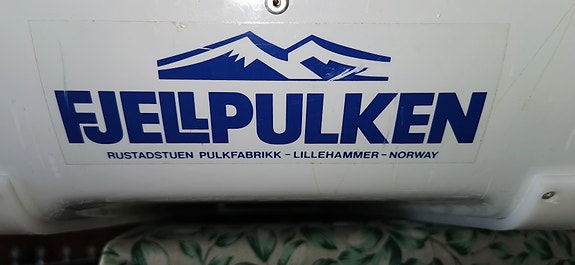 FJELLPULKEN
RUSTADSTUEN PULKFABRIKK - LILLEHAMMER - NORWAY